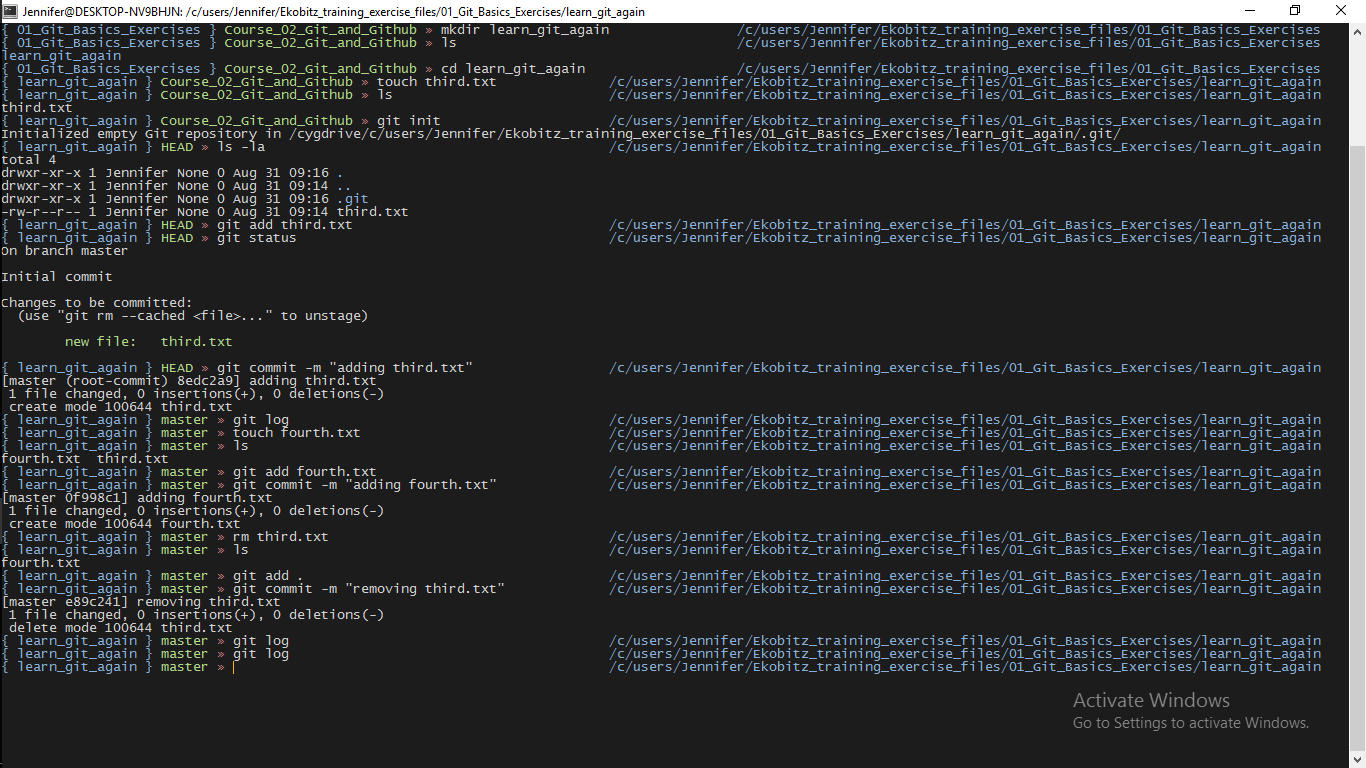 Jennifer@DESKTOP-NV9BHJN: /c/users/Jennifer/Ekobitz_training_exercise_files/01_Git_Basics_Exercises/learn_git_again
{ 01_Git_Basics_Exercises } Course_02_Git_and_Github » mkdir learn_git_again /c/users/Jennifer/Ekobitz_training_exercise_files/01_Git_Basics_Exercises
{ 01_Git_Basics_Exercises } Course_02_Git_and_Github » ls /c/users/Jennifer/Ekobitz_training_exercise_files/01_Git_Basics_Exercises
learn_git_again
{ 01_Git_Basics_Exercises } Course_02_Git_and_Github » cd learn_git_again /c/users/Jennifer/Ekobitz_training_exercise_files/01_Git_Basics_Exercises
{ learn_git_again } Course_02_Git_and_Github » touch third.txt /c/users/Jennifer/Ekobitz_training_exercise_files/01_Git_Basics_Exercises/learn_git_again
{ learn_git_again } Course_02_Git_and_Github » ls /c/users/Jennifer/Ekobitz_training_exercise_files/01_Git_Basics_Exercises/learn_git_again
third.txt
{ learn_git_again } Course_02_Git_and_Github » git init /c/users/Jennifer/Ekobitz_training_exercise_files/01_Git_Basics_Exercises/learn_git_again
Initialized empty Git repository in /cygdrive/c/users/Jennifer/Ekobitz_training_exercise_files/01_Git_Basics_Exercises/learn_git_again/.git/
{ learn_git_again } HEAD » ls -la /c/users/Jennifer/Ekobitz_training_exercise_files/01_Git_Basics_Exercises/learn_git_again
total 4
drwxr-xr-x 1 Jennifer None 0 Aug 31 09:16 .
drwxr-xr-x 1 Jennifer None 0 Aug 31 09:14 ..
drwxr-xr-x 1 Jennifer None 0 Aug 31 09:16 .git
-rw-r--r-- 1 Jennifer None 0 Aug 31 09:14 third.txt
{ learn_git_again } HEAD » git add third.txt /c/users/Jennifer/Ekobitz_training_exercise_files/01_Git_Basics_Exercises/learn_git_again
{ learn_git_again } HEAD » git status /c/users/Jennifer/Ekobitz_training_exercise_files/01_Git_Basics_Exercises/learn_git_again
On branch master
Initial commit
Changes to be committed:
(use "git rm --cached <file>..." to unstage)
new file: third.txt
{ learn_git_again } HEAD » git commit -m "adding third.txt" /c/users/Jennifer/Ekobitz_training_exercise_files/01_Git_Basics_Exercises/learn_git_again
[master (root-commit) 8edc2a9] adding third.txt
1 file changed, 0 insertions(+), 0 deletions(-)
create mode 100644 third.txt
{ learn_git_again } master » git log /c/users/Jennifer/Ekobitz_training_exercise_files/01_Git_Basics_Exercises/learn_git_again
{ learn_git_again } master » touch fourth.txt /c/users/Jennifer/Ekobitz_training_exercise_files/01_Git_Basics_Exercises/learn_git_again
{ learn_git_again } master » ls /c/users/Jennifer/Ekobitz_training_exercise_files/01_Git_Basics_Exercises/learn_git_again
fourth.txt third.txt
{ learn_git_again } master » git add fourth.txt /c/users/Jennifer/Ekobitz_training_exercise_files/01_Git_Basics_Exercises/learn_git_again
{ learn_git_again } master » git commit -m "adding fourth.txt" /c/users/Jennifer/Ekobitz_training_exercise_files/01_Git_Basics_Exercises/learn_git_again
[master 0f998c1] adding fourth.txt
1 file changed, 0 insertions(+), 0 deletions(-)
create mode 100644 fourth.txt
{ learn_git_again } master » rm third.txt /c/users/Jennifer/Ekobitz_training_exercise_files/01_Git_Basics_Exercises/learn_git_again
{ learn_git_again } master » ls /c/users/Jennifer/Ekobitz_training_exercise_files/01_Git_Basics_Exercises/learn_git_again
fourth.txt
{ learn_git_again } master » git add . /c/users/Jennifer/Ekobitz_training_exercise_files/01_Git_Basics_Exercises/learn_git_again
{ learn_git_again } master » git commit -m "removing third.txt" /c/users/Jennifer/Ekobitz_training_exercise_files/01_Git_Basics_Exercises/learn_git_again
[master e89c241] removing third.txt
1 file changed, 0 insertions(+), 0 deletions(-)
delete mode 100644 third.txt
{ learn_git_again } master » git log /c/users/Jennifer/Ekobitz_training_exercise_files/01_Git_Basics_Exercises/learn_git_again
{ learn_git_again } master » git log /c/users/Jennifer/Ekobitz_training_exercise_files/01_Git_Basics_Exercises/learn_git_again
{ learn_git_again } master » /c/users/Jennifer/Ekobitz_training_exercise_files/01_Git_Basics_Exercises/learn_git_again
Activate Windows
Go to Settings to activate Windows.